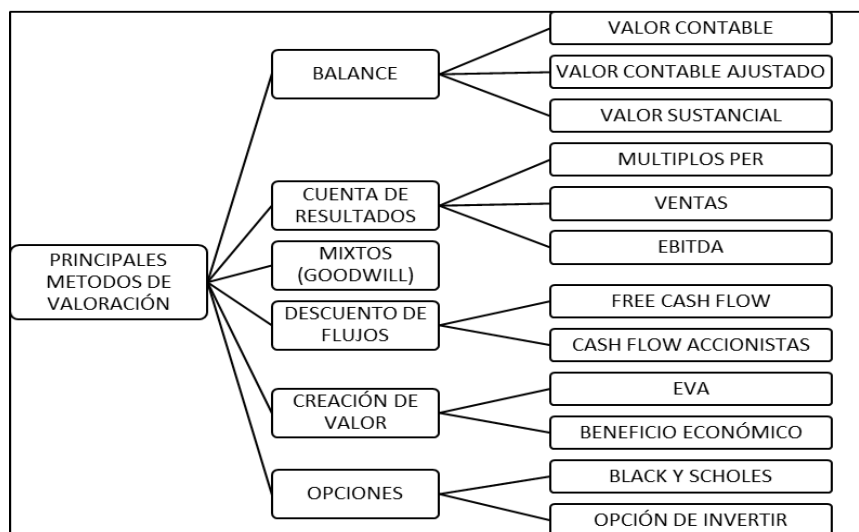 PRINCIPALES
METODOS DE
VALORACIÓN
BALANCE
VALOR CONTABLE
VALOR CONTABLE AJUSTADO
VALOR SUSTANCIAL
CUENTA DE
RESULTADOS
MULTIPLOS PER
VENTAS
EBITDA
MIXTOS
(GOODWILL)
DESCUENTO DE
FLUJOS
FREE CASH FLOW
CASH FLOW ACCIONISTAS
CREACIÓN DE
VALOR
EVA
BENEFICIO ECONÓMICO
OPCIONES
BLACK Y SCHOLES
OPCIÓN DE INVERTIR